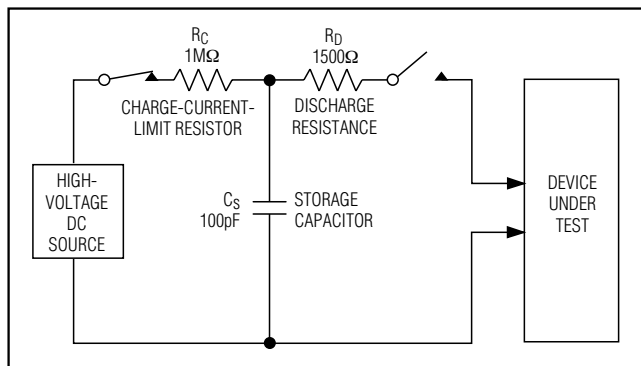 R_C
1MΩ
CHARGE-CURRENT-
LIMIT RESISTOR
R_D
1500Ω
DISCHARGE
RESISTANCE
HIGH-
VOLTAGE
DC
SOURCE
C_S
100pF
STORAGE
CAPACITOR
DEVICE
UNDER
TEST